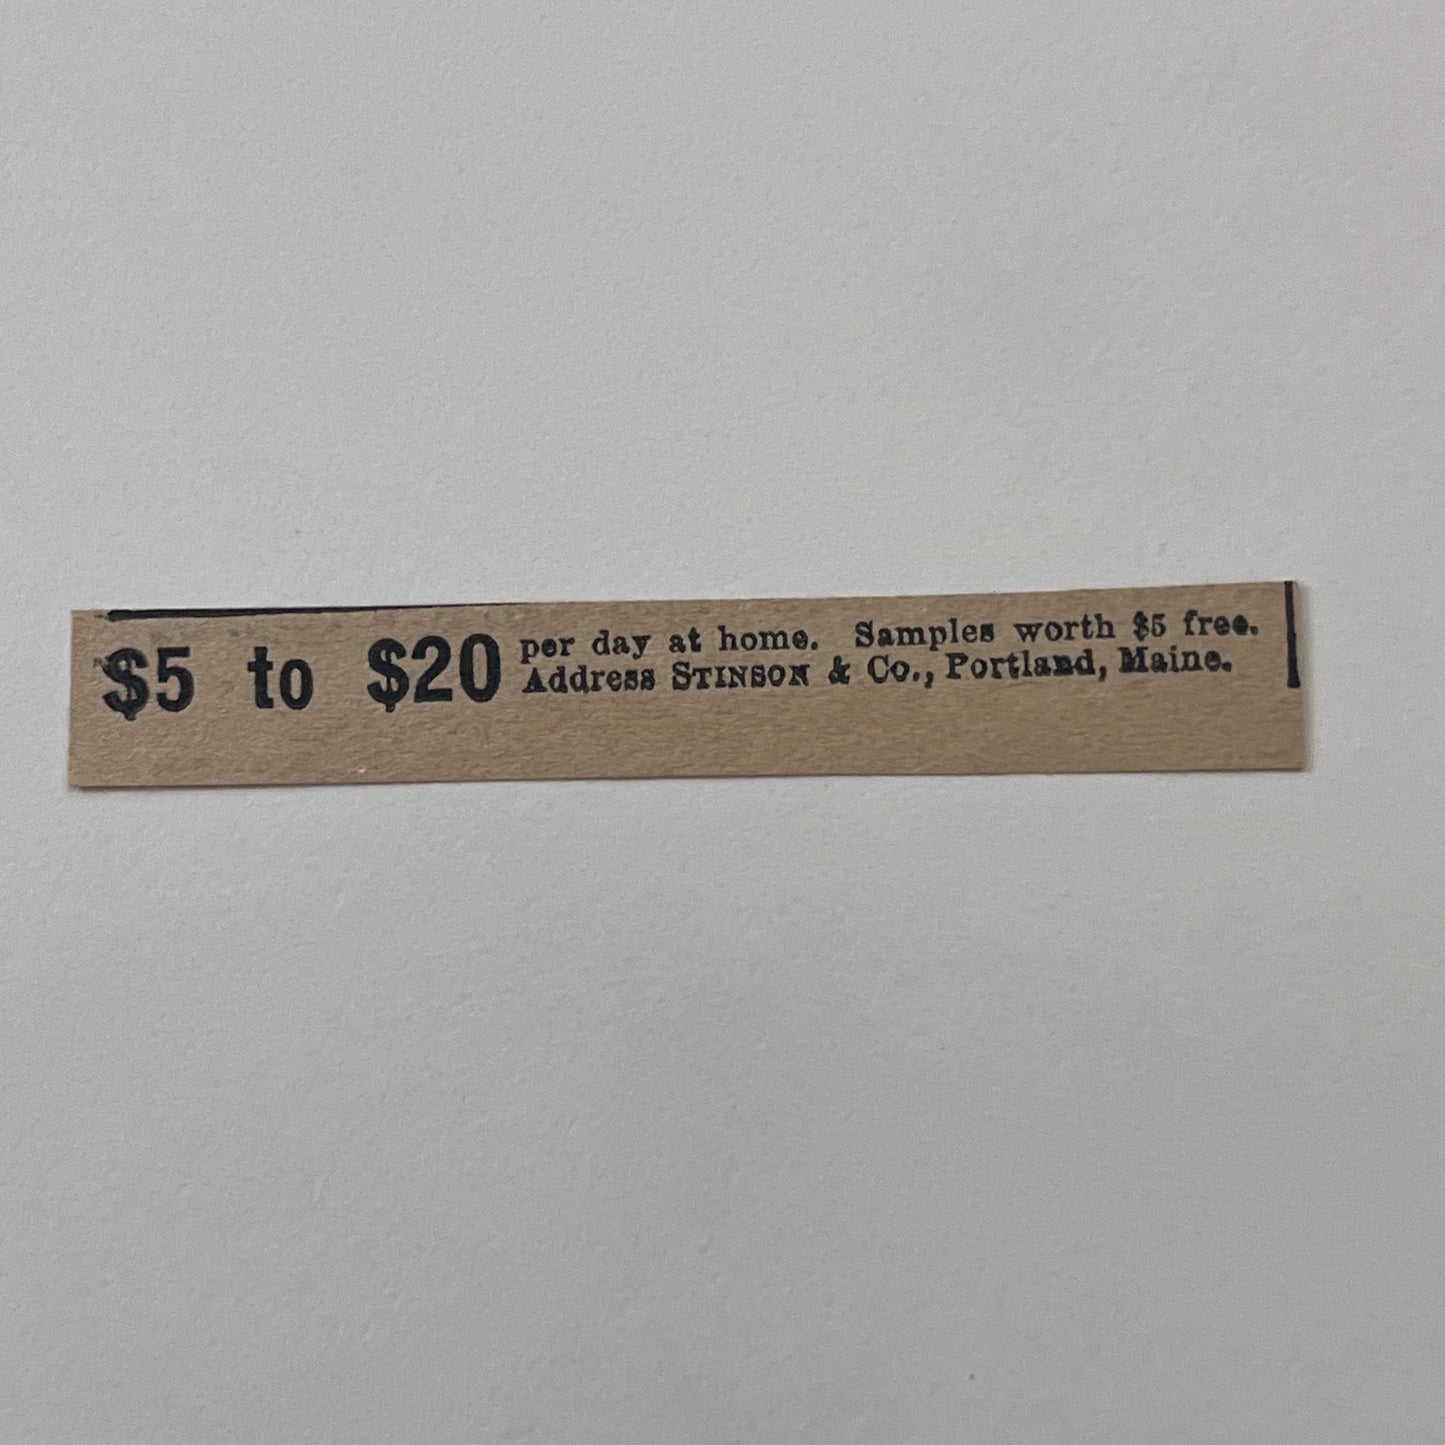 $5 to $20 per day at home. Samples worth $5 free.
Address STINSON & Co., Portland, Maine.